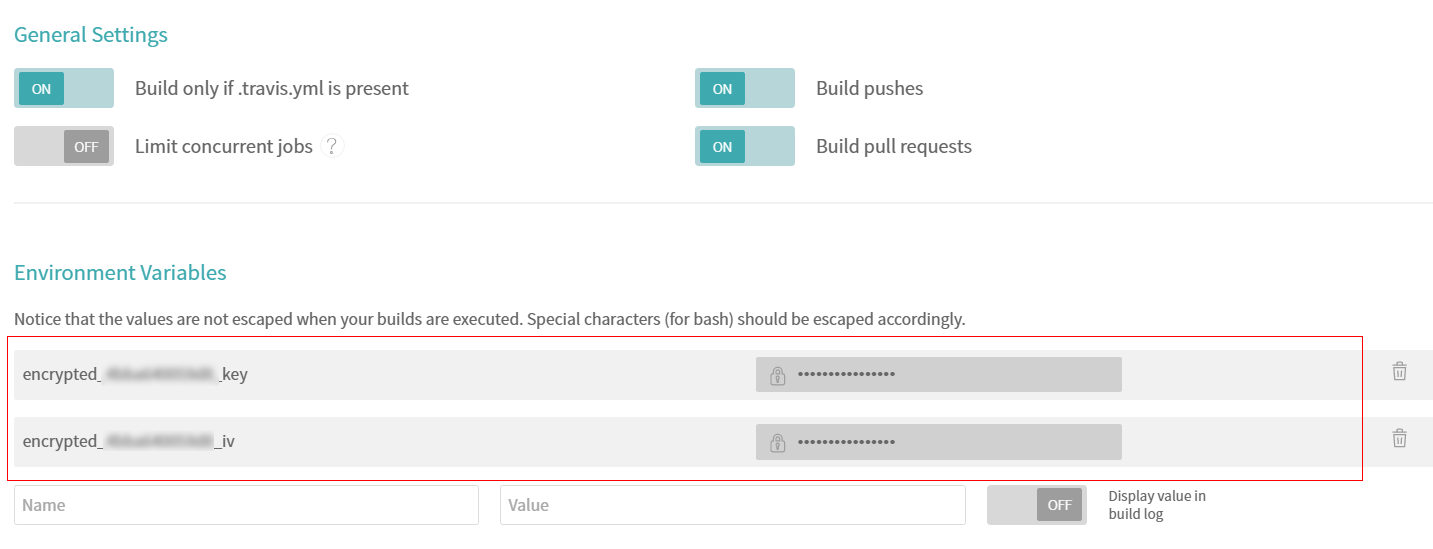 General Settings
ON Build only if .travis.yml is present ON Build pushes
OFF Limit concurrent jobs ? ON Build pull requests
Environment Variables
Notice that the values are not escaped when your builds are executed. Special characters (for bash) should be escaped accordingly.
encrypted_ _key ••••••••••••••••
encrypted_ _iv ••••••••••••••••
Name Value OFF Display value in
build log